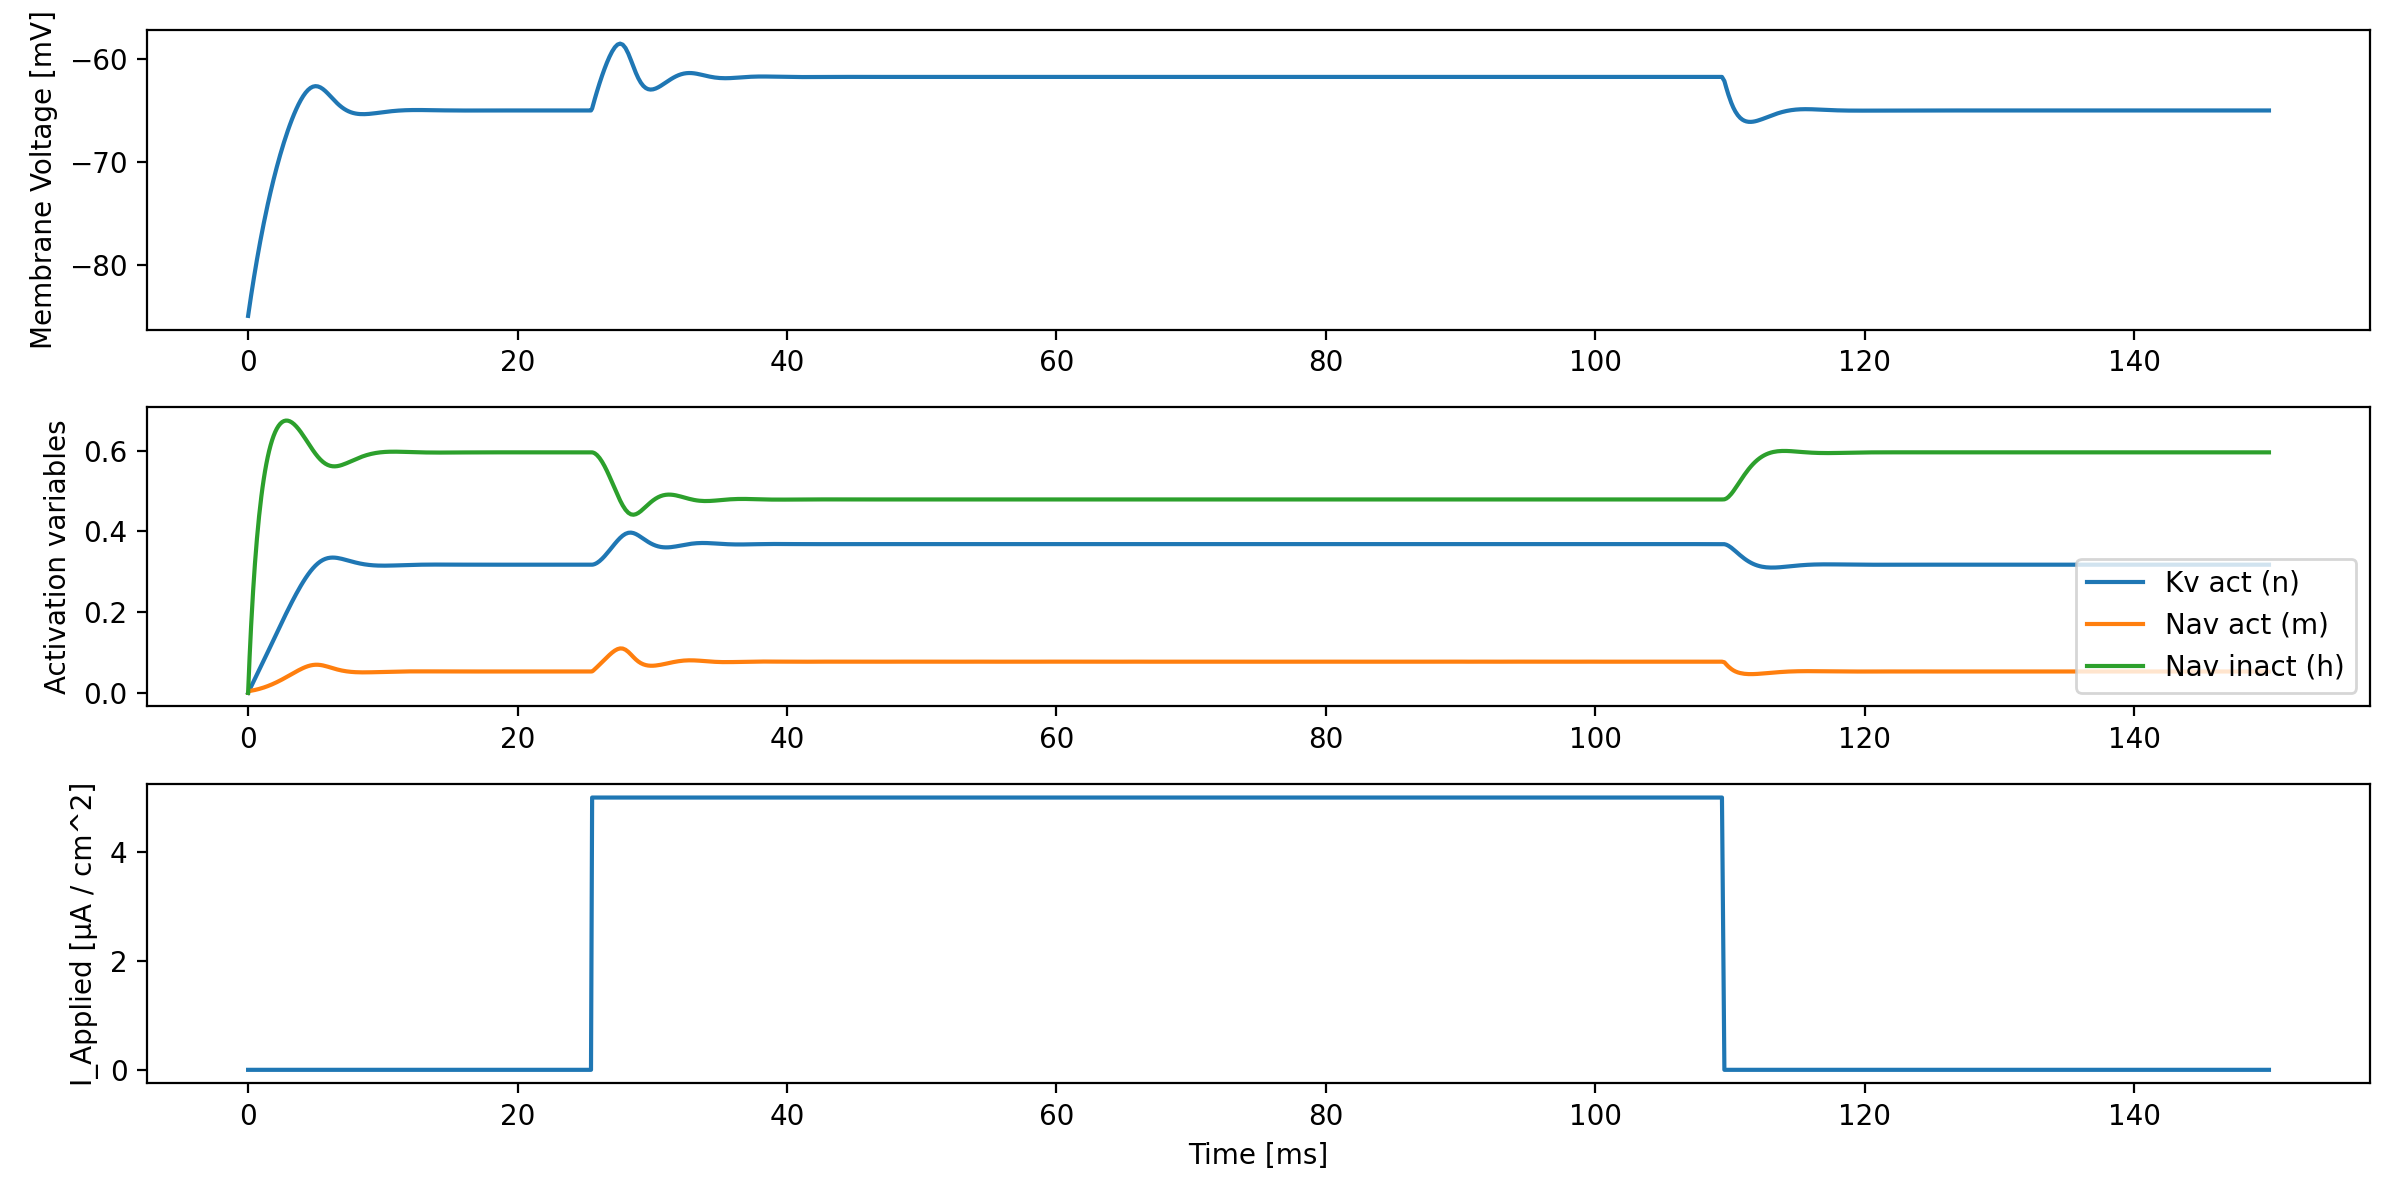 Membrane Voltage [mV]
−60
−70
−80
0 20 40 60 80 100 120 140
Activation variables
0.6
0.4
0.2
0.0
Kv act (n)
Nav act (m)
Nav inact (h)
0 20 40 60 80 100 120 140
I_Applied [µA / cm^2]
4
2
0
0 20 40 60 80 100 120 140
Time [ms]